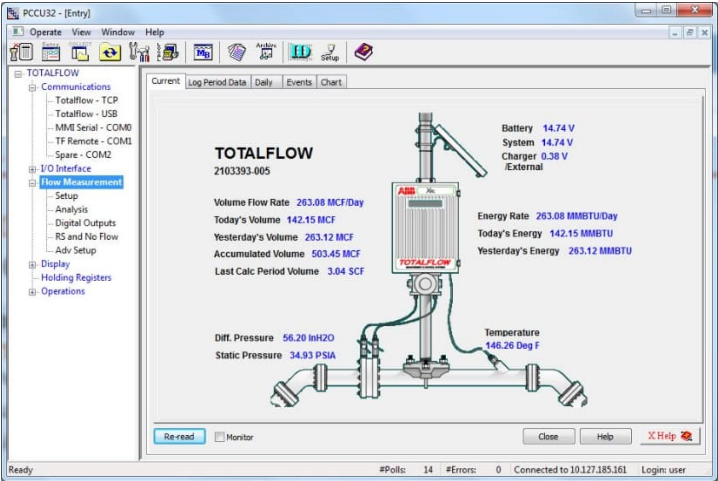 PCCU32 - [Entry]
Operate View Window Help
Entry COLLECT Archive Setup
MB
TOTALFLOW
Communications
Totalflow - TCP
Totalflow - USB
MMI Serial - COM0
TF Remote - COM1
Spare - COM2
I/O Interface
Flow Measurement
Setup
Analysis
Digital Outputs
RS and No Flow
Adv Setup
Display
Holding Registers
Operations
Current Log Period Data Daily Events Chart
TOTALFLOW
2103393-005
Volume Flow Rate 263.08 MCF/Day
Today's Volume 142.15 MCF
Yesterday's Volume 263.12 MCF
Accumulated Volume 503.45 MCF
Last Calc Period Volume 3.04 SCF
Diff. Pressure 56.20 InH2O
Static Pressure 34.93 PSIA
Battery 14.74 V
System 14.74 V
Charger 0.38 V
/External
ABB
TOTALFLOW
Energy Rate 263.08 MMBTU/Day
Today's Energy 142.15 MMBTU
Yesterday's Energy 263.12 MMBTU
Temperature
146.26 Deg F
Re-read Monitor Close Help X Help
Ready #Polls: 14 #Errors: 0 Connected to 10.127.185.161 Login: user